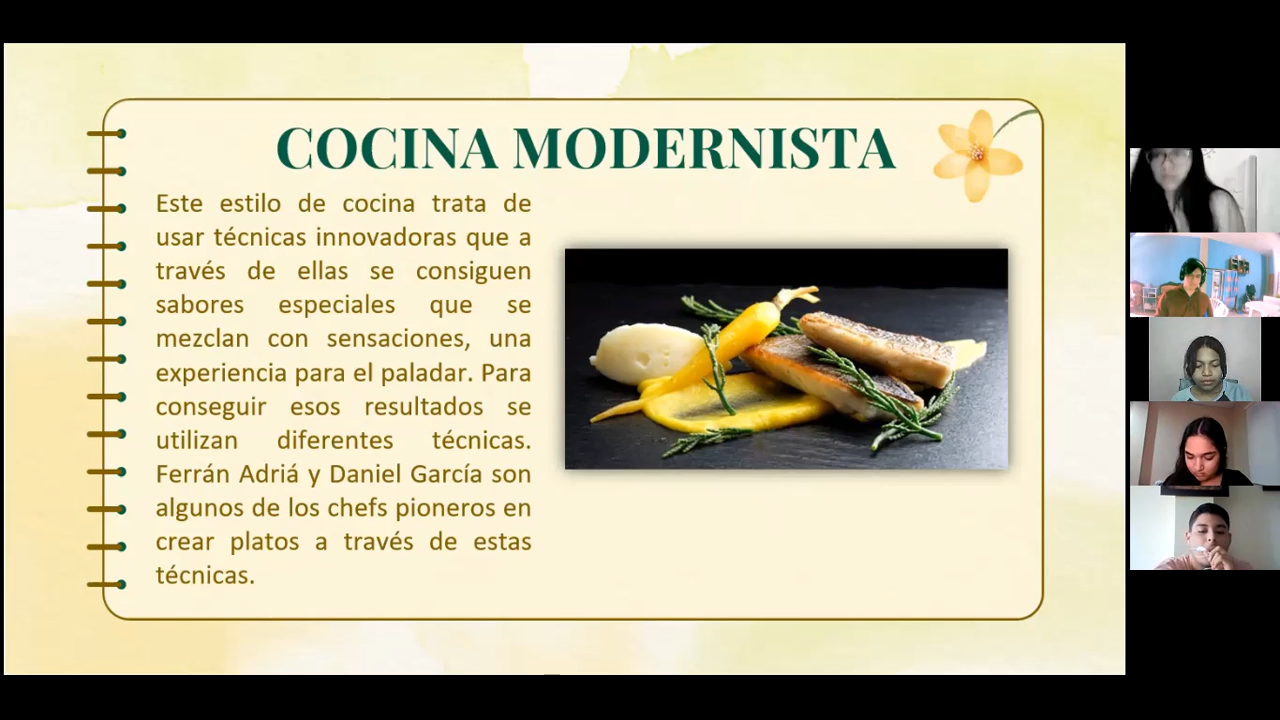 COCINA MODERNISTA
Este estilo de cocina trata de
usar técnicas innovadoras que a
través de ellas se consiguen
sabores especiales que se
mezclan con sensaciones, una
experiencia para el paladar. Para
conseguir esos resultados se
utilizan diferentes técnicas.
Ferrán Adriá y Daniel García son
algunos de los chefs pioneros en
crear platos a través de estas
técnicas.